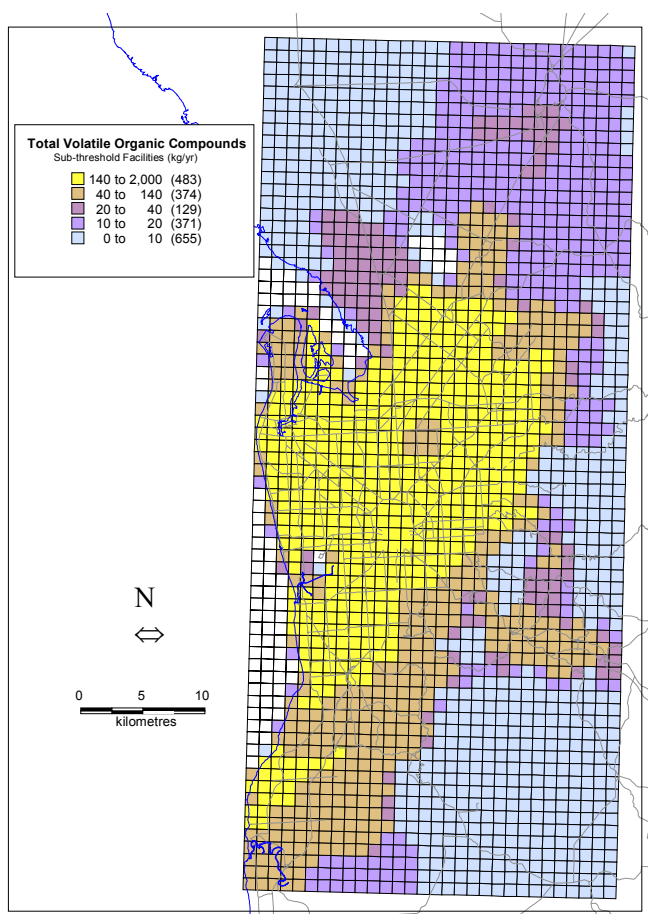 Total Volatile Organic Compounds
Sub-threshold Facilities (kg/yr)
140 to 2,000 (483)
40 to 140 (374)
20 to 40 (129)
10 to 20 (371)
0 to 10 (655)
N
0 5 10
kilometres